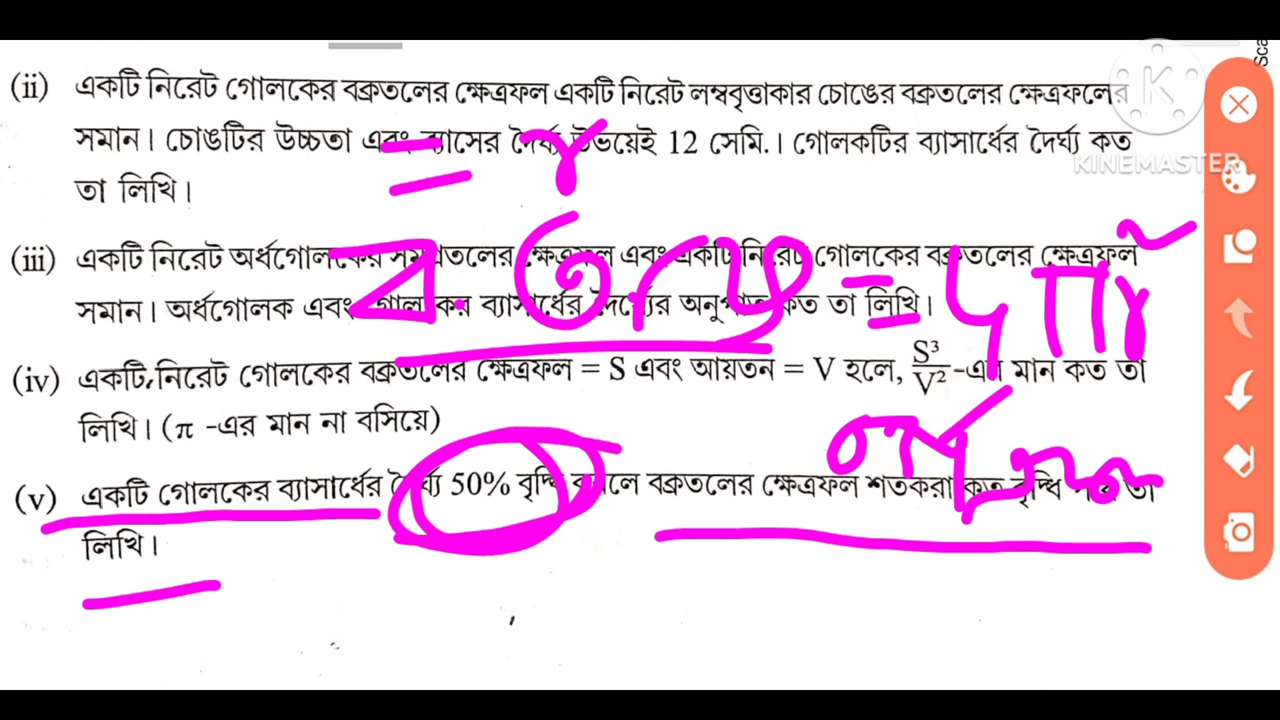 Sca
KINEMASTER
(ii) একটি নিরেট গোলকের বক্রতলের ক্ষেত্রফল একটি নিরেট লম্ববৃত্তাকার চোঙের বক্রতলের ক্ষেত্রফলের
সমান। চোঙটির উচ্চতা এবং ব্যাসের দৈর্ঘ্য উভয়েই 12 সেমি.। গোলকটির ব্যাসার্ধের দৈর্ঘ্য কত
তা লিখি।
= r
(iii) একটি নিরেট অর্ধগোলকের সমগ্রতলের ক্ষেত্রফল এবং একটি নিরেট গোলকের বক্রতলের ক্ষেত্রফল
সমান। অর্ধগোলক এবং গোলকের ব্যাসার্ধের দৈর্ঘ্যের অনুপাত কত তা লিখি।
(iv) একটি নিরেট গোলকের বক্রতলের ক্ষেত্রফল = S এবং আয়তন = V হলে, S³/V² -এর মান কত তা
লিখি। (π -এর মান না বসিয়ে)
(v) একটি গোলকের ব্যাসার্ধের দৈর্ঘ্য 50% বৃদ্ধি করলে বক্রতলের ক্ষেত্রফল শতকরা কত বৃদ্ধি পাবে তা
লিখি।